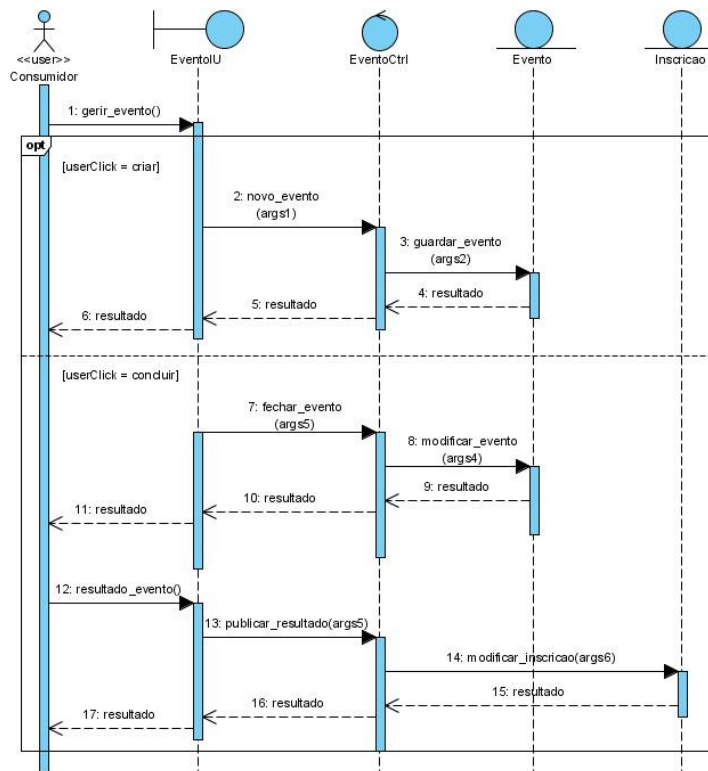 <<user>>
Consumidor
EventoIU
EventoCtrl
Evento
Inscricao
1: gerir_evento()
opt
[userClick = criar]
2: novo_evento
(args1)
3: guardar_evento
(args2)
4: resultado
5: resultado
6: resultado
[userClick = concluir]
7: fechar_evento
(args5)
8: modificar_evento
(args4)
9: resultado
10: resultado
11: resultado
12: resultado_evento()
13: publicar_resultado(args5)
14: modificar_inscricao(args6)
15: resultado
16: resultado
17: resultado